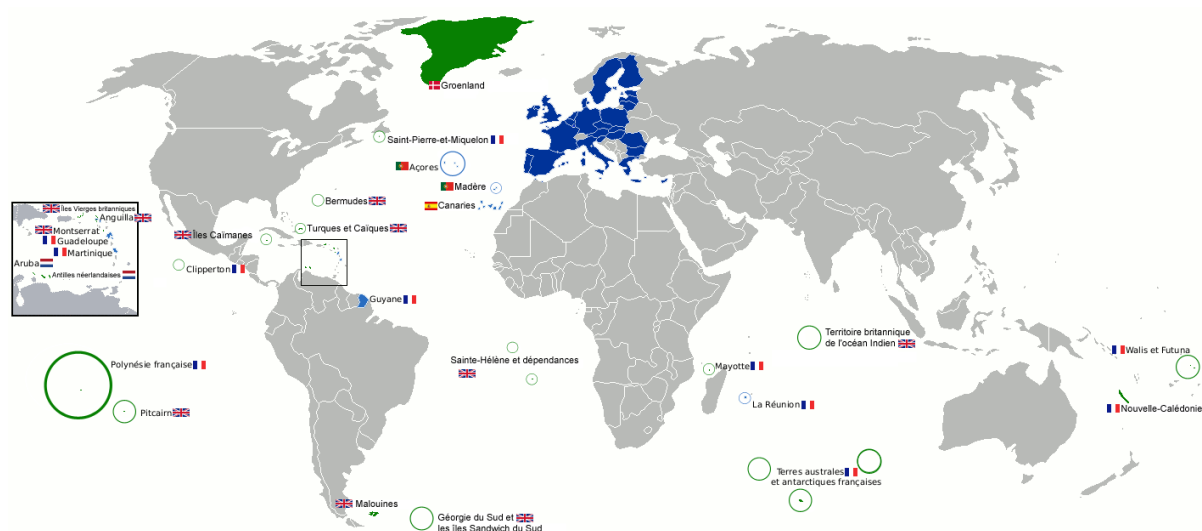 Groenland
Saint-Pierre-et-Miquelon
Açores
Madère
Bermudes
Canaries
Îles Vierges britanniques
Anguilla
Montserrat
Guadeloupe
Martinique
Aruba
Antilles néerlandaises
Îles Caïmanes
Turques et Caïques
Clipperton
Guyane
Polynésie française
Pitcairn
Sainte-Hélène et dépendances
Territoire britannique
de l'océan Indien
Mayotte
La Réunion
Walis et Futuna
Nouvelle-Calédonie
Terres australes
et antarctiques françaises
Malouines
Géorgie du Sud et
les îles Sandwich du Sud